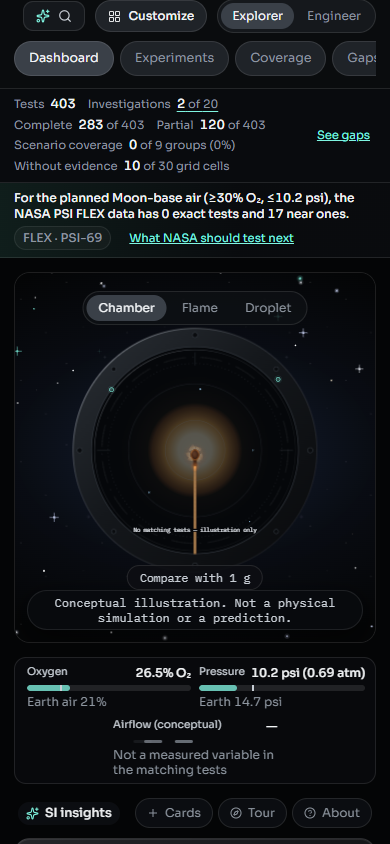 Customize
Explorer
Engineer
Dashboard
Experiments
Coverage
Gaps
Tests 403 Investigations 2 of 20
Complete 283 of 403 Partial 120 of 403
Scenario coverage 0 of 9 groups (0%)
Without evidence 10 of 30 grid cells
See gaps
For the planned Moon-base air (≥30% O₂, ≤10.2 psi), the
NASA PSI FLEX data has 0 exact tests and 17 near ones.
FLEX · PSI-69
What NASA should test next
Chamber
Flame
Droplet
No matching tests — illustration only
Compare with 1 g
Conceptual illustration. Not a physical
simulation or a prediction.
Oxygen 26.5% O₂
Earth air 21%
Pressure 10.2 psi (0.69 atm)
Earth 14.7 psi
Airflow (conceptual) —
Not a measured variable in
the matching tests
SI insights
+ Cards
Tour
About